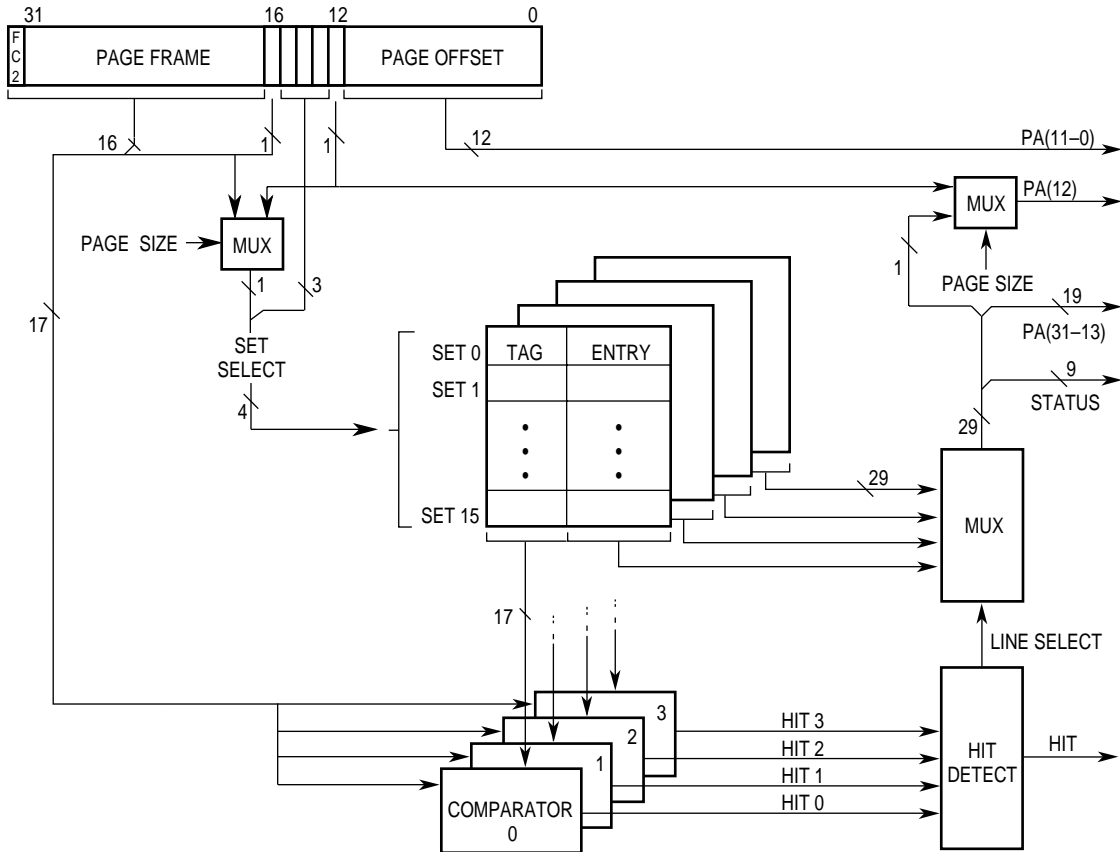 31 16 12 0
F
C
2
PAGE FRAME
PAGE OFFSET
16 1 1 12
PA(11–0)
MUX
PA(12)
PAGE SIZE
MUX
1 3
1
PAGE SIZE
19
PA(31–13)
17
SET
SELECT
4
SET 0 TAG ENTRY
SET 1
SET 15
9
STATUS
29
29
MUX
17
LINE SELECT
3
2
1
COMPARATOR
0
HIT 3
HIT 2
HIT 1
HIT 0
HIT
DETECT
HIT